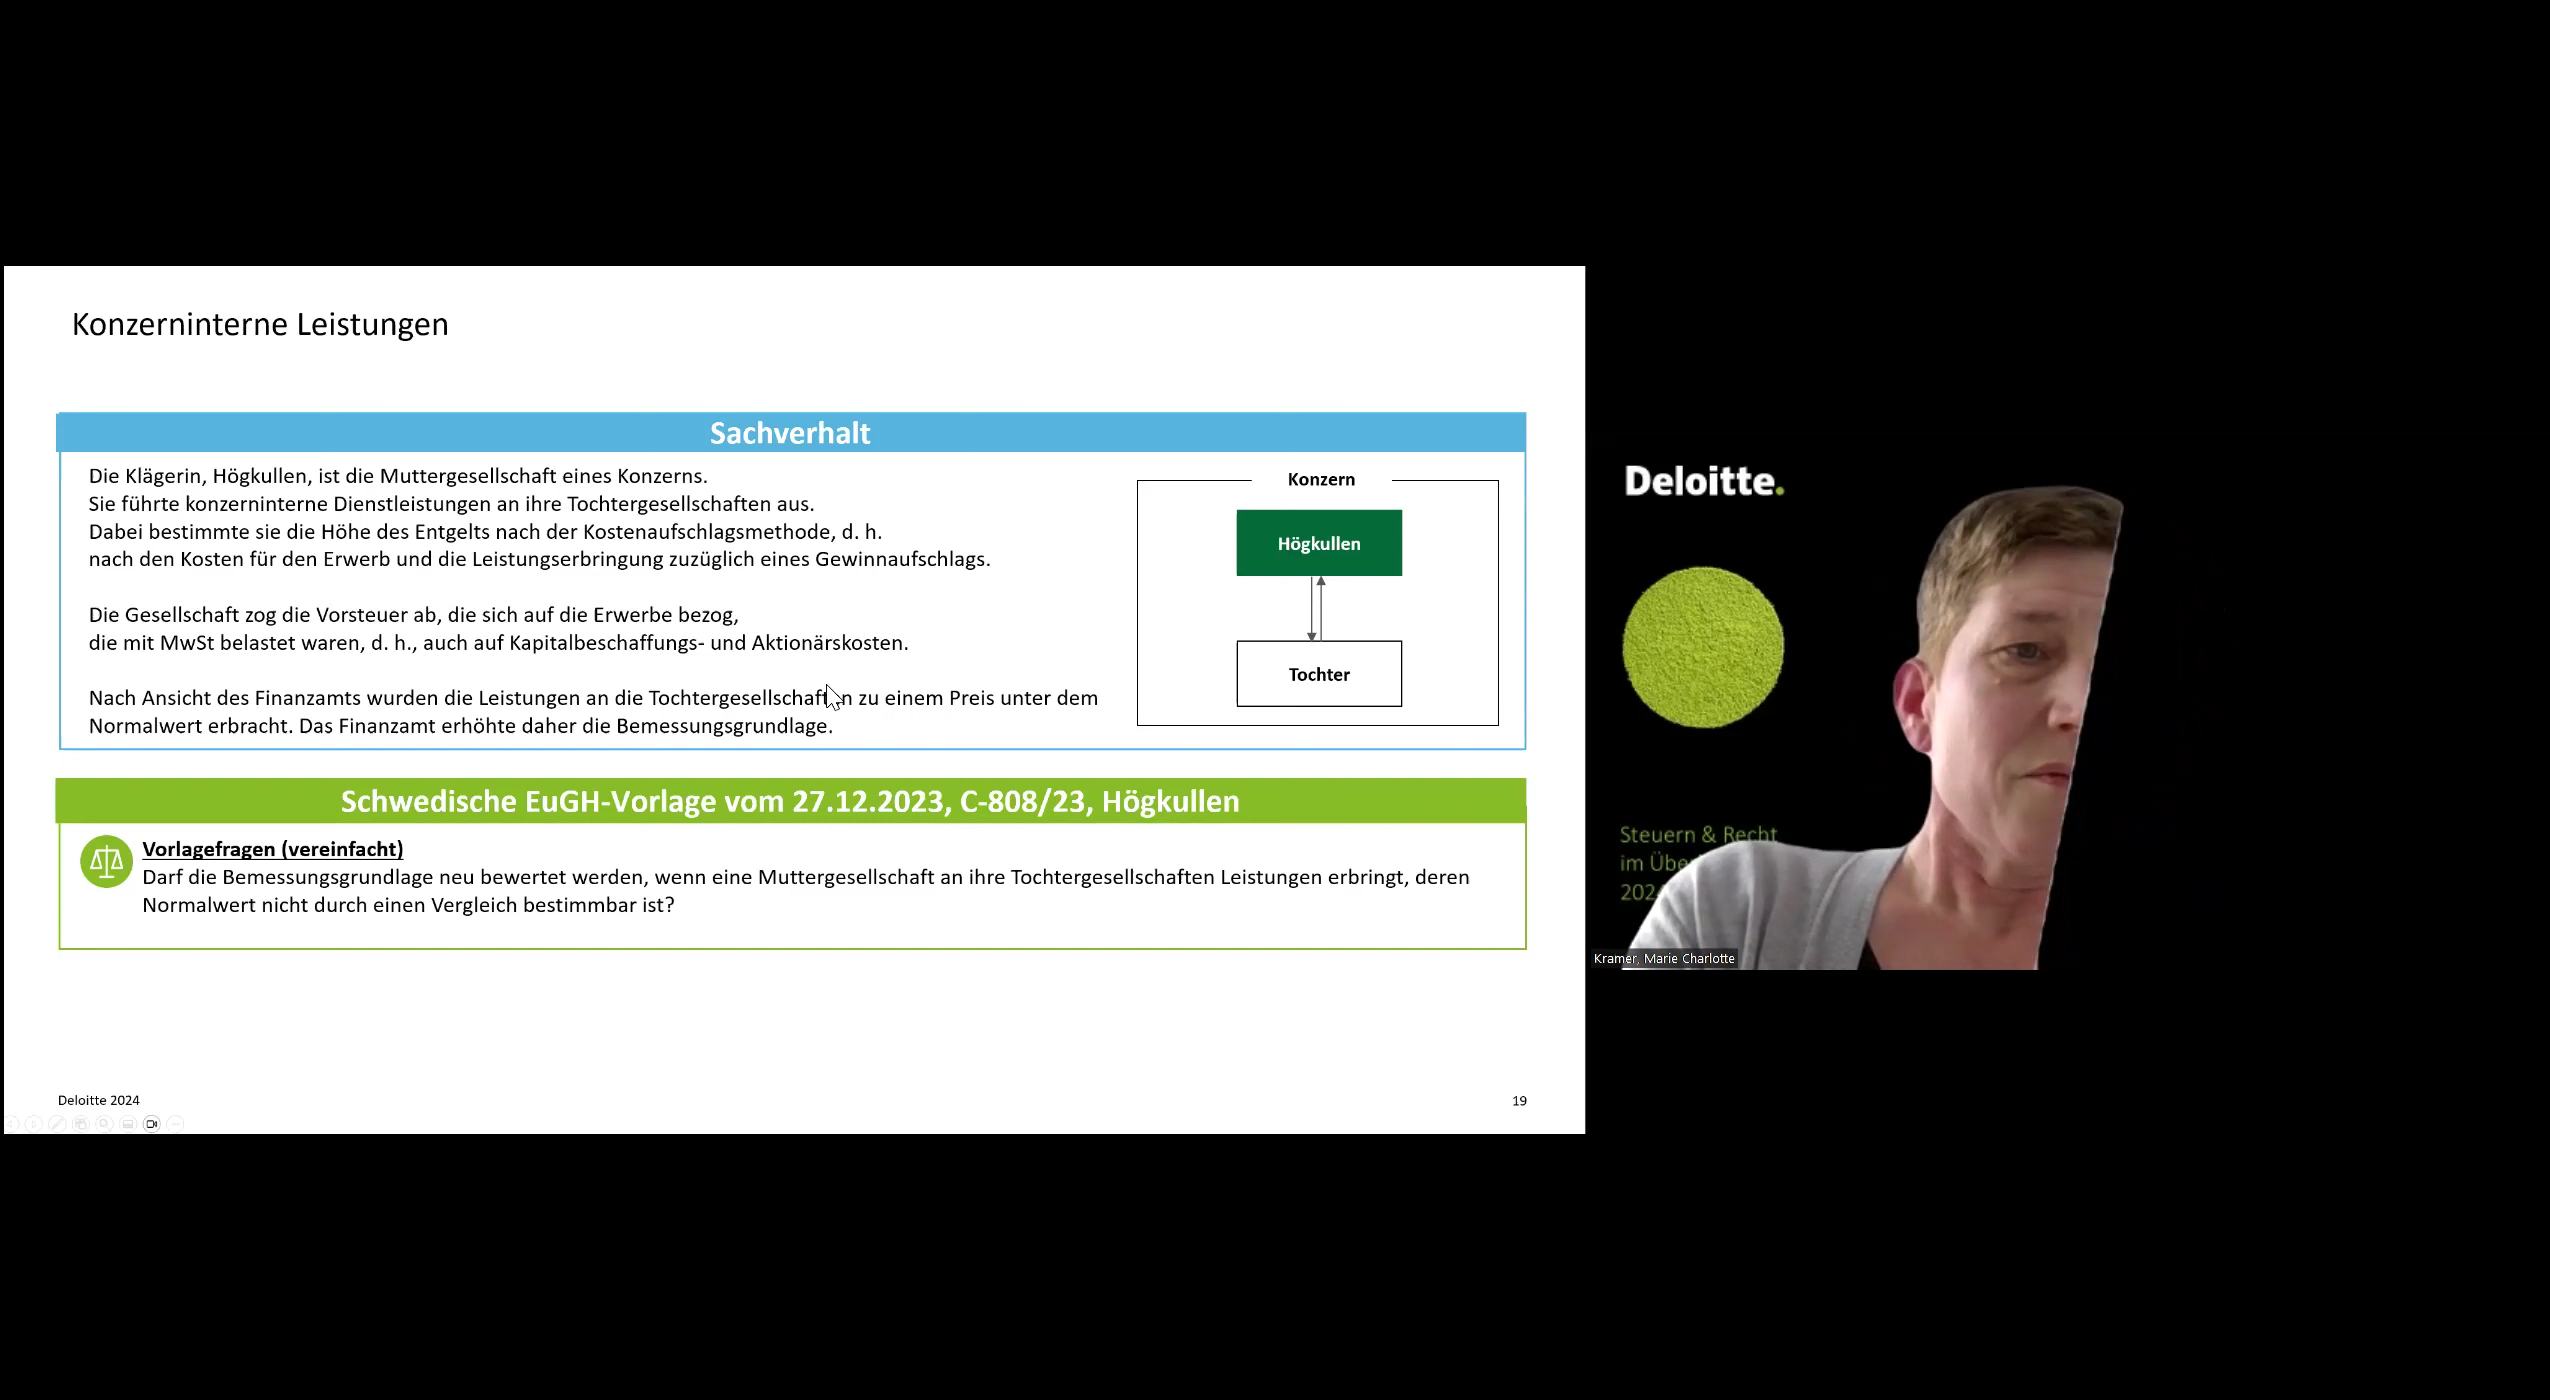 Konzerninterne Leistungen
Sachverhalt
Die Klägerin, Högkullen, ist die Muttergesellschaft eines Konzerns.
Sie führte konzerninterne Dienstleistungen an ihre Tochtergesellschaften aus.
Dabei bestimmte sie die Höhe des Entgelts nach der Kostenaufschlagsmethode, d. h.
nach den Kosten für den Erwerb und die Leistungserbringung zuzüglich eines Gewinnaufschlags.
Die Gesellschaft zog die Vorsteuer ab, die sich auf die Erwerbe bezog,
die mit MwSt belastet waren, d. h., auch auf Kapitalbeschaffungs- und Aktionärskosten.
Nach Ansicht des Finanzamts wurden die Leistungen an die Tochtergesellschaften zu einem Preis unter dem
Normalwert erbracht. Das Finanzamt erhöhte daher die Bemessungsgrundlage.
Konzern
Högkullen
Tochter
Schwedische EuGH-Vorlage vom 27.12.2023, C-808/23, Högkullen
Vorlagefragen (vereinfacht)
Darf die Bemessungsgrundlage neu bewertet werden, wenn eine Muttergesellschaft an ihre Tochtergesellschaften Leistungen erbringt, deren
Normalwert nicht durch einen Vergleich bestimmbar ist?
Deloitte 2024
19
Deloitte.
Steuern & Recht
im Über
202
Kramer, Marie Charlotte